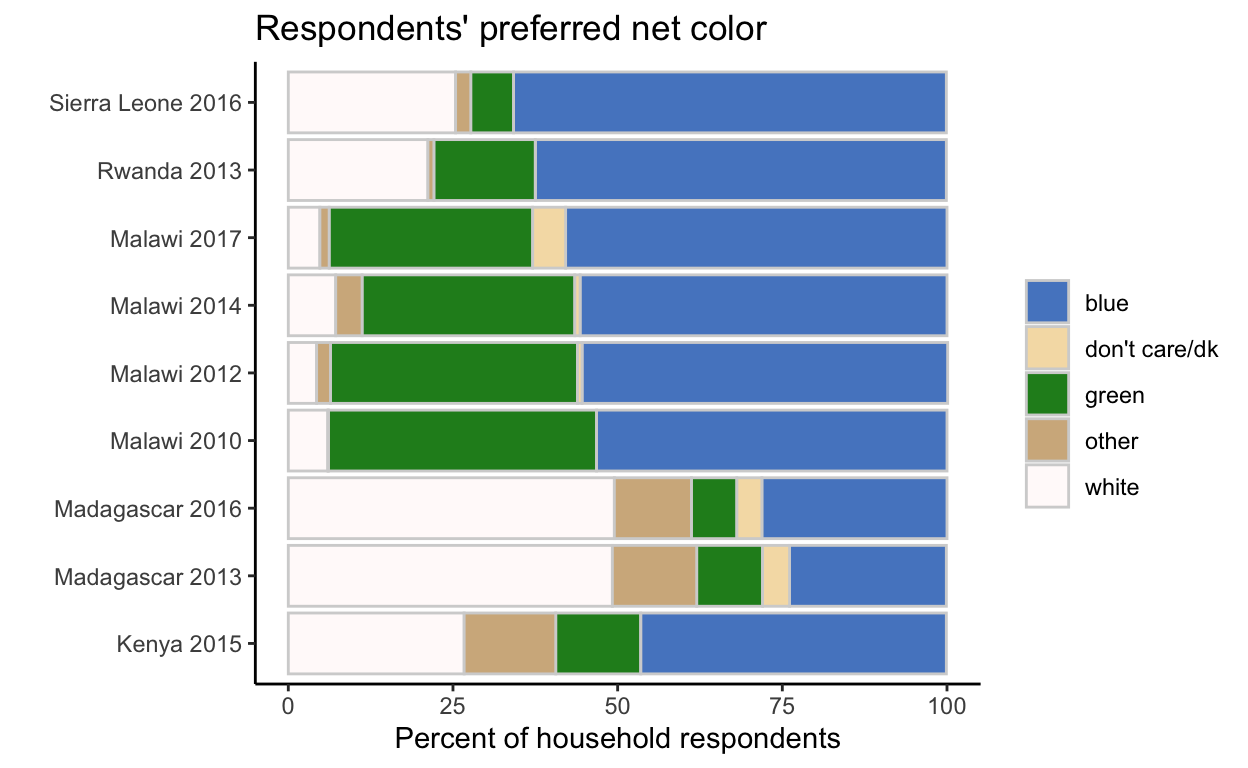 Respondents' preferred net color
Sierra Leone 2016
Rwanda 2013
Malawi 2017
Malawi 2014
Malawi 2012
Malawi 2010
Madagascar 2016
Madagascar 2013
Kenya 2015
0 25 50 75 100
Percent of household respondents
blue
don't care/dk
green
other
white